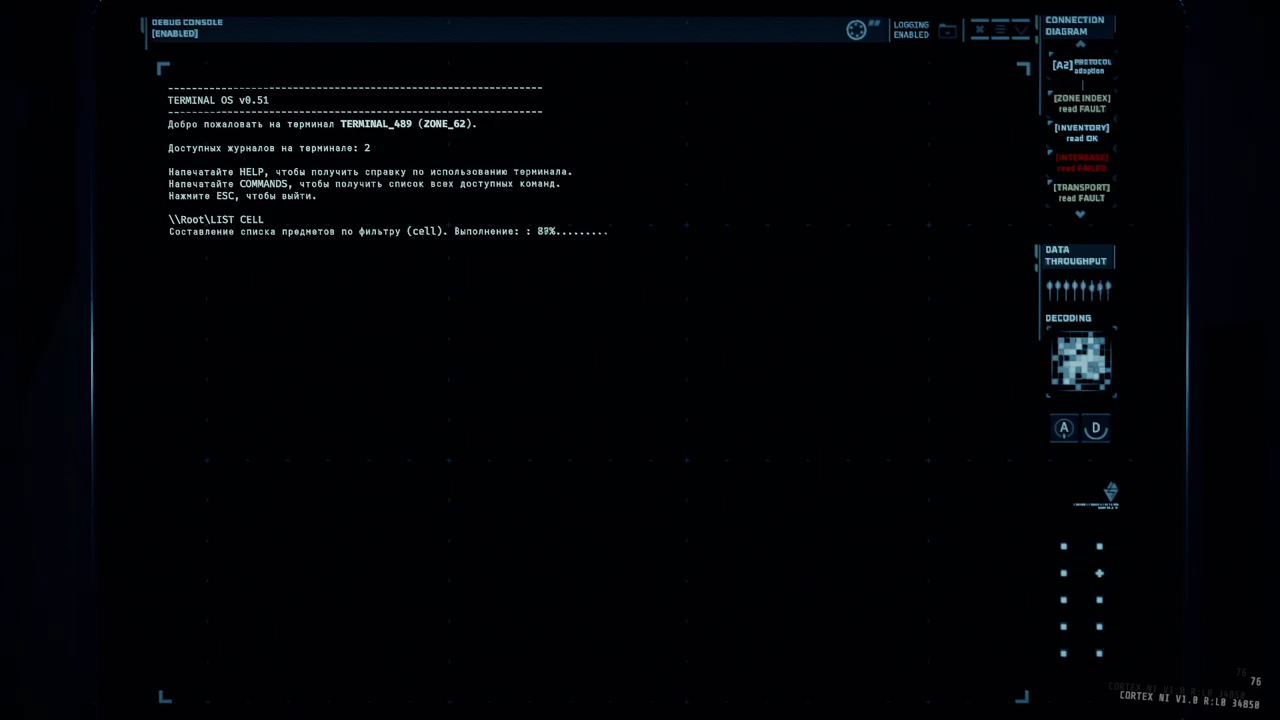 DEBUG CONSOLE
[ENABLED]
LOGGING
ENABLED
------------------------------------------------------------------
TERMINAL OS v0.51
------------------------------------------------------------------
Добро пожаловать на терминал TERMINAL_489 (ZONE_62).
Доступных журналов на терминале: 2
Напечатайте HELP, чтобы получить справку по использованию терминала.
Напечатайте COMMANDS, чтобы получить список всех доступных команд.
Нажмите ESC, чтобы выйти.
\\Root\LIST CELL
Составление списка предметов по фильтру (cell). Выполнение: :
CONNECTION
DIAGRAM
[A2] PROTOCOL
adoption
[ZONE INDEX]
read FAULT
[INVENTORY]
read OK
[INTERBASE]
read FAILED
[TRANSPORT]
read FAULT
DATA
THROUGHPUT
DECODING
A D
76
76
CORTEX NI V1.0 R:L0 34850